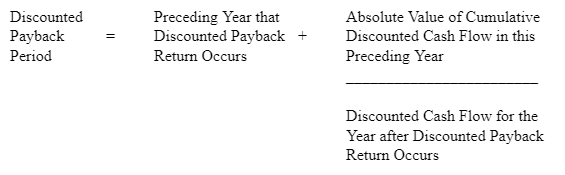 Discounted Preceding Year that Absolute Value of Cumulative
Payback = Discounted Payback + Discounted Cash Flow in this
Period Return Occurs Preceding Year
Discounted Cash Flow for the
Year after Discounted Payback
Return Occurs